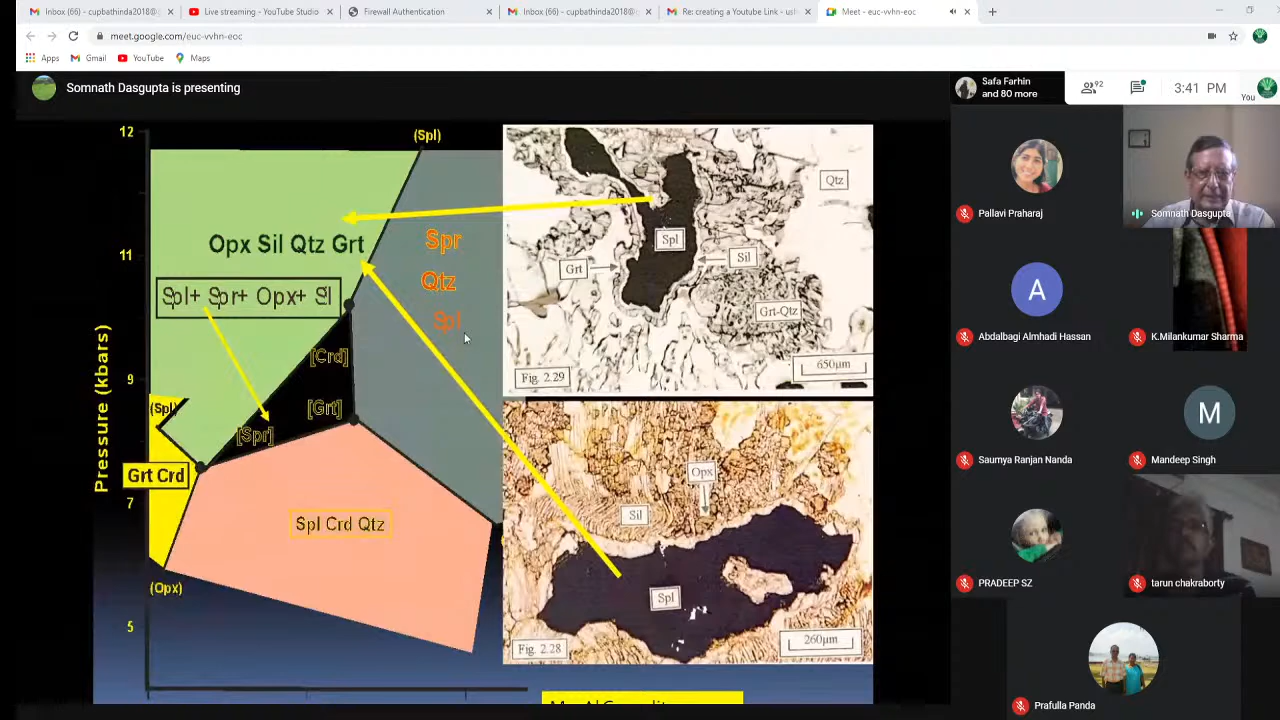 Inbox (66) - cupbathinda2018@
Live streaming - YouTube Studio
Firewall Authentication
Inbox (66) - cupbathinda2018@
Re: creating a Youtube Link - ush
Meet - euc-vvhn-eoc
meet.google.com/euc-vvhn-eoc
Apps
Gmail
YouTube
Maps
Somnath Dasgupta is presenting
Safa Farhin
and 80 more
92
3:41 PM
You
Pallavi Praharaj
Somnath Dasgupta
A
Abdalbagi Almhadi Hassan
K.Milankumar Sharma
Saumya Ranjan Nanda
M
Mandeep Singh
PRADEEP SZ
tarun chakraborty
Prafulla Panda
Pressure (kbars)
12
11
9
7
5
(Spl)
Opx Sil Qtz Grt
Spl+ Spr+ Opx+ Sil
Spr
Qtz
Spl
[Crd]
[Grt]
[Spr]
(Spl)
Grt Crd
Spl Crd Qtz
(Opx)
Qtz
Spl
Grt
Sil
Grt-Qtz
650µm
Fig. 2.29
Opx
Sil
Spl
260µm
Fig. 2.28